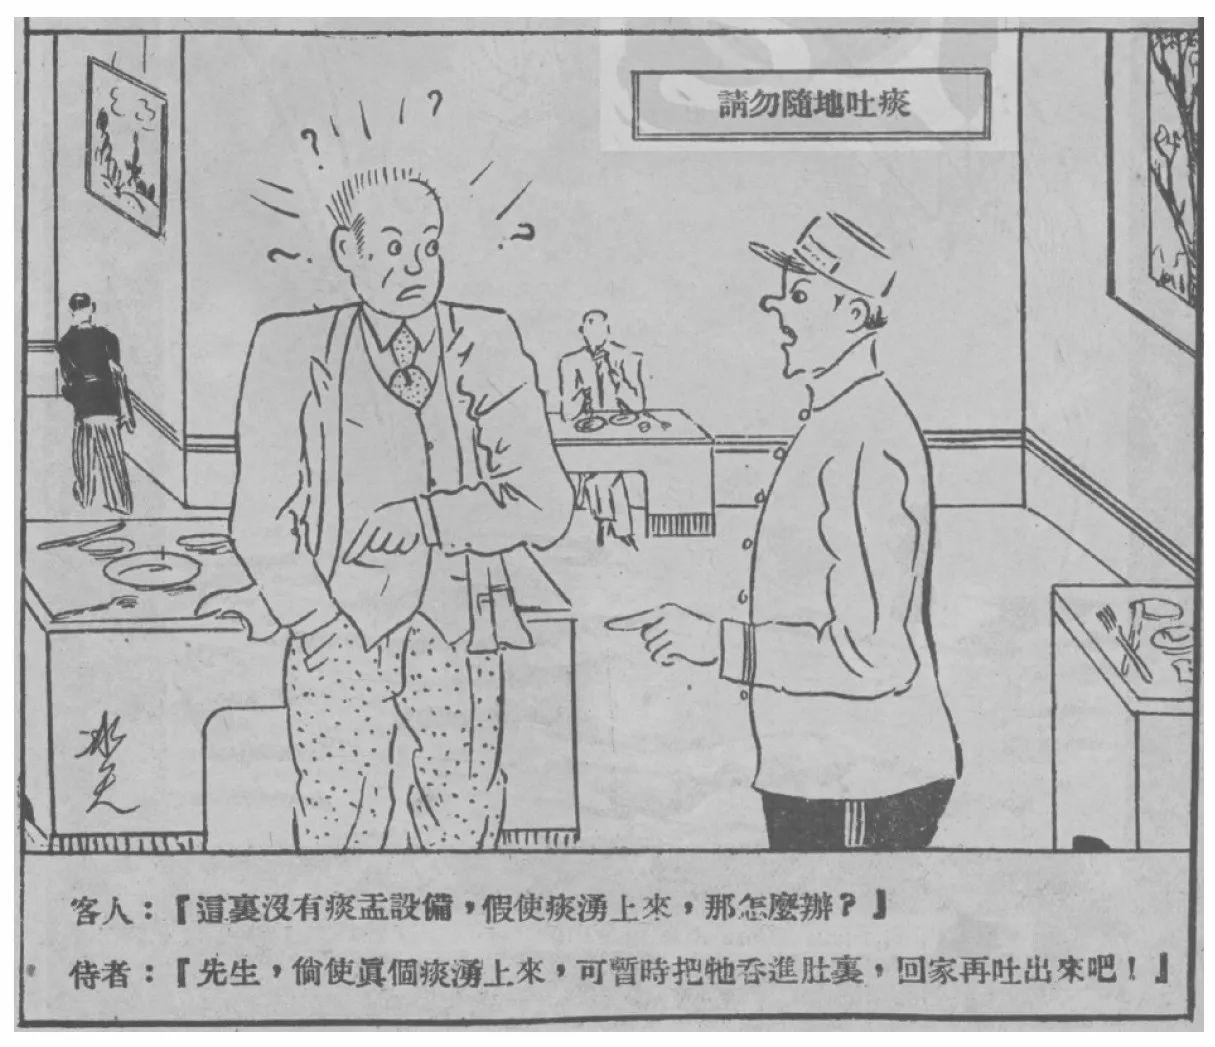 請勿隨地吐痰
客人：『這裏沒有痰盂設備，假使痰湧上來，那怎麼辦？』
侍者：『先生，倘使眞個痰湧上來，可暫時把牠吞進肚裏，回家再吐出來吧！』